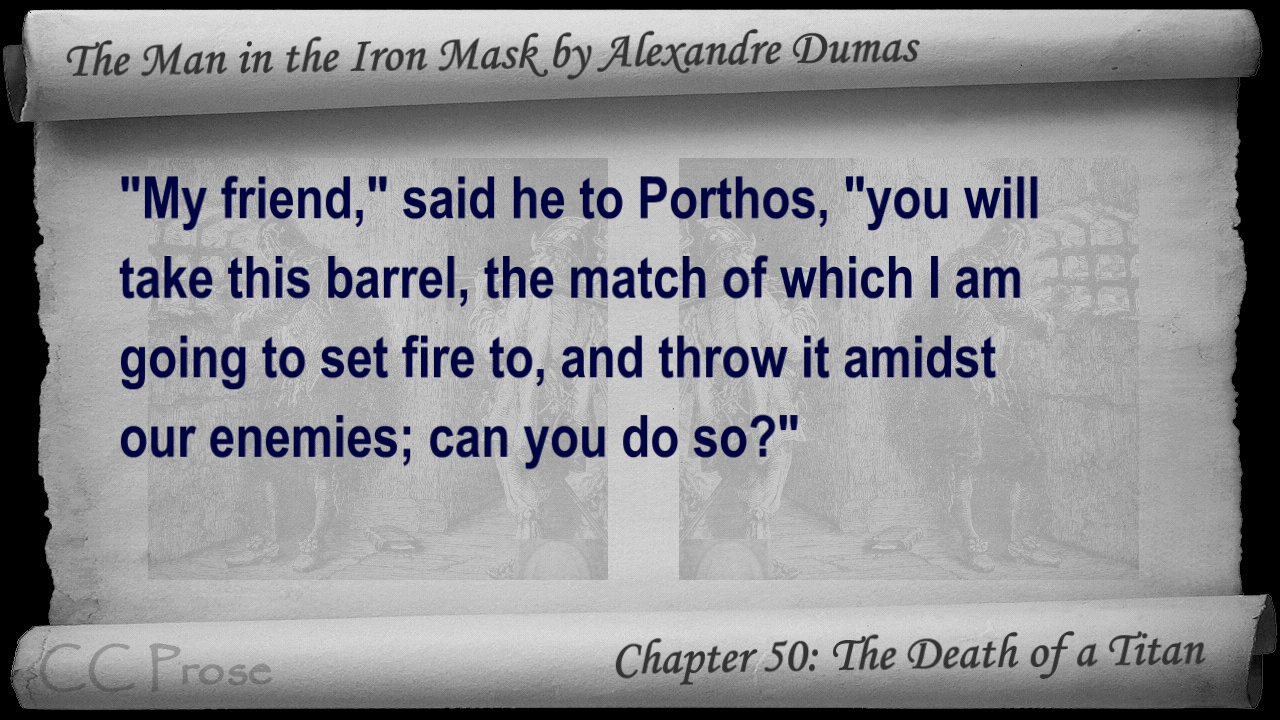 The Man in the Iron Mask by Alexandre Dumas
"My friend," said he to Porthos, "you will
take this barrel, the match of which I am
going to set fire to, and throw it amidst
our enemies; can you do so?"
CC Prose
Chapter 50: The Death of a Titan